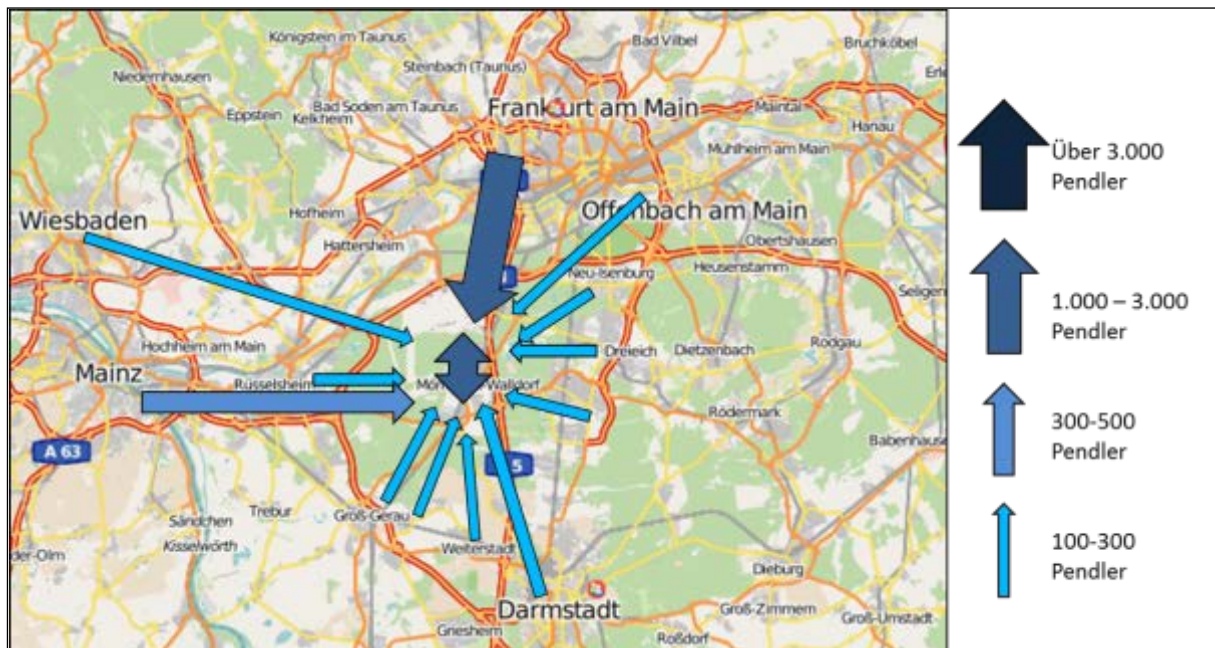 Königstein im Taunus
Bad Vilbel
Bruchköbel
Steinbach (Taunus)
Niedernhausen
Eppstein
Bad Soden am Taunus
Kelkheim
Frankfurt am Main
Maintal
Hanau
Mühlheim am Main
Hofheim
Wiesbaden
Offenbach am Main
Hattersheim
Obertshausen
Neu-Isenburg
Heusenstamm
Hochheim am Main
Dreieich
Dietzenbach
Rodgau
Mainz
Rüsselsheim
Walldorf
Rödermark
Babenhause
A 63
5
Trebur
Groß-Gerau
Sändchen
Kisselwörth
der-Olm
Weiterstadt
Dieburg
Darmstadt
Groß-Zimmern
Groß-Umstadt
Griesheim
Roßdorf
Über 3.000
Pendler
1.000 – 3.000
Pendler
300-500
Pendler
100-300
Pendler